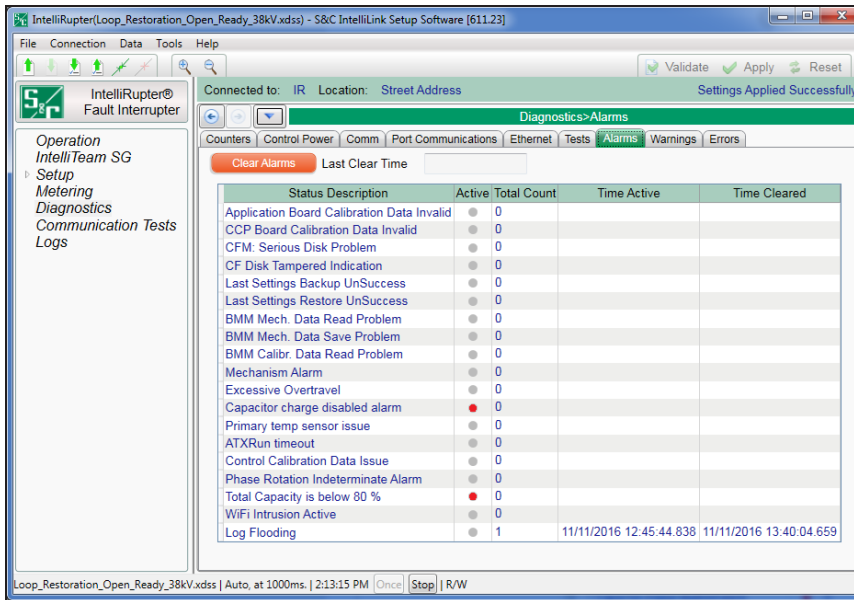 IntelliRupter(Loop_Restoration_Open_Ready_38kV.xdss) - S&C IntelliLink Setup Software [611.23]
File Connection Data Tools Help
Validate Apply Reset
S&C IntelliRupter®
Fault Interrupter
Connected to: IR Location: Street Address Settings Applied Successfully
Diagnostics>Alarms
Counters Control Power Comm Port Communications Ethernet Tests Alarms Warnings Errors
Operation
IntelliTeam SG
Setup
Metering
Diagnostics
Communication Tests
Logs
Clear Alarms Last Clear Time
Status Description Active Total Count Time Active Time Cleared
Application Board Calibration Data Invalid 0
CCP Board Calibration Data Invalid 0
CFM: Serious Disk Problem 0
CF Disk Tampered Indication 0
Last Settings Backup UnSuccess 0
Last Settings Restore UnSuccess 0
BMM Mech. Data Read Problem 0
BMM Mech. Data Save Problem 0
BMM Calibr. Data Read Problem 0
Mechanism Alarm 0
Excessive Overtravel 0
Capacitor charge disabled alarm 0
Primary temp sensor issue 0
ATXRun timeout 0
Control Calibration Data Issue 0
Phase Rotation Indeterminate Alarm 0
Total Capacity is below 80 % 0
WiFi Intrusion Active 0
Log Flooding 1 11/11/2016 12:45:44.838 11/11/2016 13:40:04.659
Loop_Restoration_Open_Ready_38kV.xdss | Auto, at 1000ms. | 2:13:15 PM Once Stop | R/W